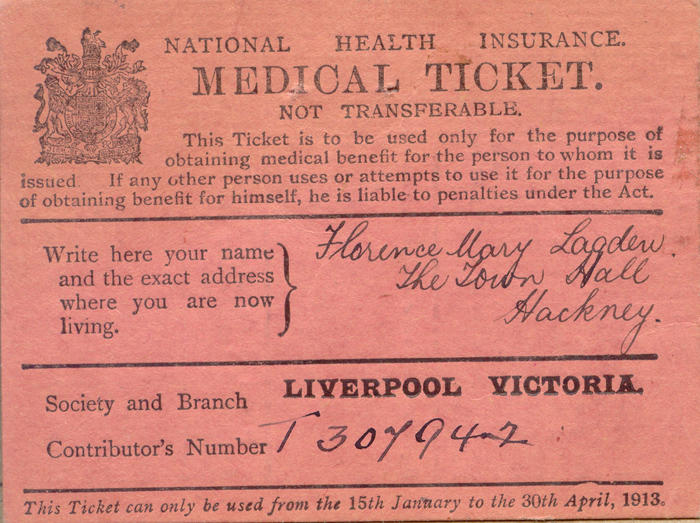 NATIONAL HEALTH INSURANCE.
MEDICAL TICKET.
NOT TRANSFERABLE.
This Ticket is to be used only for the purpose of
obtaining medical benefit for the person to whom it is
issued. If any other person uses or attempts to use it for the purpose
of obtaining benefit for himself, he is liable to penalties under the Act.
Write here your name
and the exact address
where you are now
living.
Florence Mary Lagden.
The Town Hall
Hackney.
Society and Branch LIVERPOOL VICTORIA.
Contributor's Number T 307942
This Ticket can only be used from the 15th January to the 30th April, 1913.